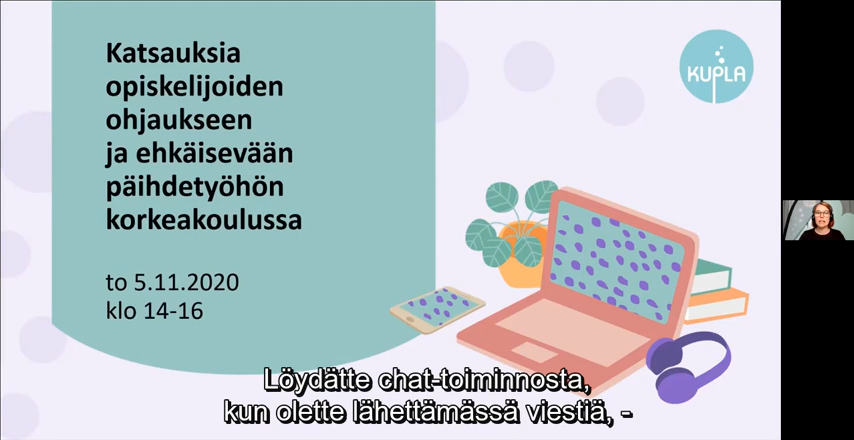 Katsauksia
opiskelijoiden
ohjaukseen
ja ehkäisevään
päihdetyöhön
korkeakoulussa
to 5.11.2020
klo 14-16
KUPLA
Löydätte chat-toiminnosta,
kun olette lähettämässä viestiä, -